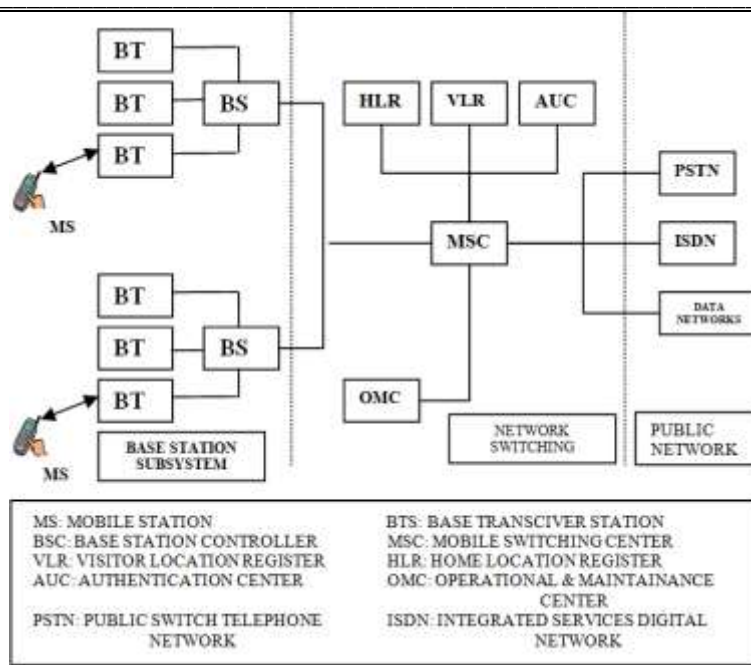 BT
BT
BS
BT
MS
HLR
VLR
AUC
PSTN
MSC
ISDN
DATA
NETWORKS
BT
BT
BS
BT
MS
OMC
BASE STATION
SUBSYSTEM
NETWORK
SWITCHING
PUBLIC
NETWORK
MS: MOBILE STATION
BSC: BASE STATION CONTROLLER
VLR: VISITOR LOCATION REGISTER
AUC: AUTHENTICATION CENTER
PSTN: PUBLIC SWITCH TELEPHONE
NETWORK
BTS: BASE TRANSCIVER STATION
MSC: MOBILE SWITCHING CENTER
HLR: HOME LOCATION REGISTER
OMC: OPERATIONAL & MAINTAINANCE
CENTER
ISDN: INTEGRATED SERVICES DIGITAL
NETWORK